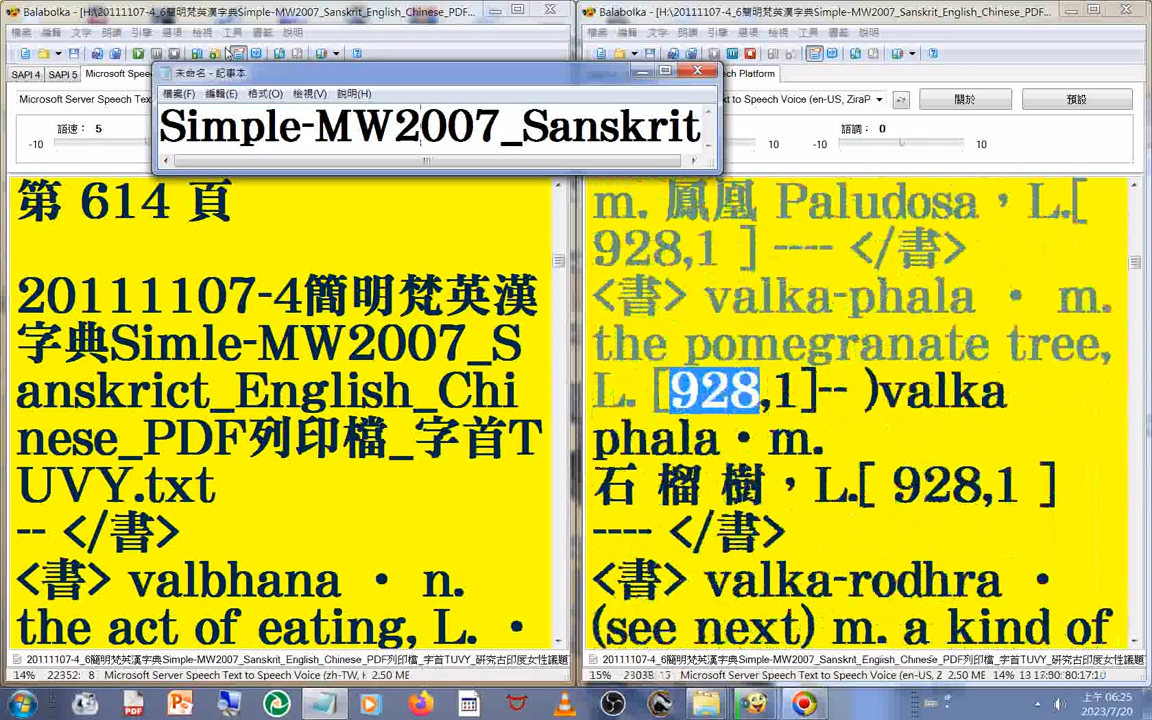 Balabolka - [H:\20111107-4_6簡明梵英漢字典Simple-MW2007_Sanskrit_English_Chinese_PDF...
檔案 編輯 文字 朗讀 引擎 選項 檢視 工具 書籤 說明
SAPI 4 SAPI 5 Microsoft Speec
Microsoft Server Speech Text
語速： 5
-10
未命名 - 記事本
檔案(F) 編輯(E) 格式(O) 檢視(V) 說明(H)
Simple-MW2007_Sanskrit
第 614 頁
20111107-4簡明梵英漢
字典Simle-MW2007_S
anskrict_English_Chi
nese_PDF列印檔_字首T
UVY.txt
-- </書>
<書> valbhana • n.
the act of eating, L. •
20111107-4_6簡明梵英漢字典Simple-MW2007_Sanskrit_English_Chinese_PDF列印檔_字首TUVY_研究古印度女性議題
14% 22352: 8 Microsoft Server Speech Text to Speech Voice (zh-TW, H 2.50 ME
Balabolka - [H:\20111107-4_6簡明梵英漢字典Simple-MW2007_Sanskrit_English_Chinese_PDF...
檔案 編輯 文字 朗讀 引擎 選項 檢視 工具 書籤 說明
ch Platform
t to Speech Voice (en-US, ZiraP
關於
預設
10
語調： 0
-10 10
m. 鳳凰 Paludosa，L.[
928,1 ] ---- </書>
<書> valka-phala • m.
the pomegranate tree,
L. [928,1]-- )valka
phala • m.
石 榴 樹，L.[ 928,1 ]
---- </書>
<書> valka-rodhra •
(see next) m. a kind of
20111107-4_6簡明梵英漢字典Simple-MW2007_Sanskrit_English_Chinese_PDF列印檔_字首TUVY_研究古印度女性議題
Microsoft Server Speech Text to Speech Voice (en-US, 2.50 ME
上午 06:25
2023/7/20